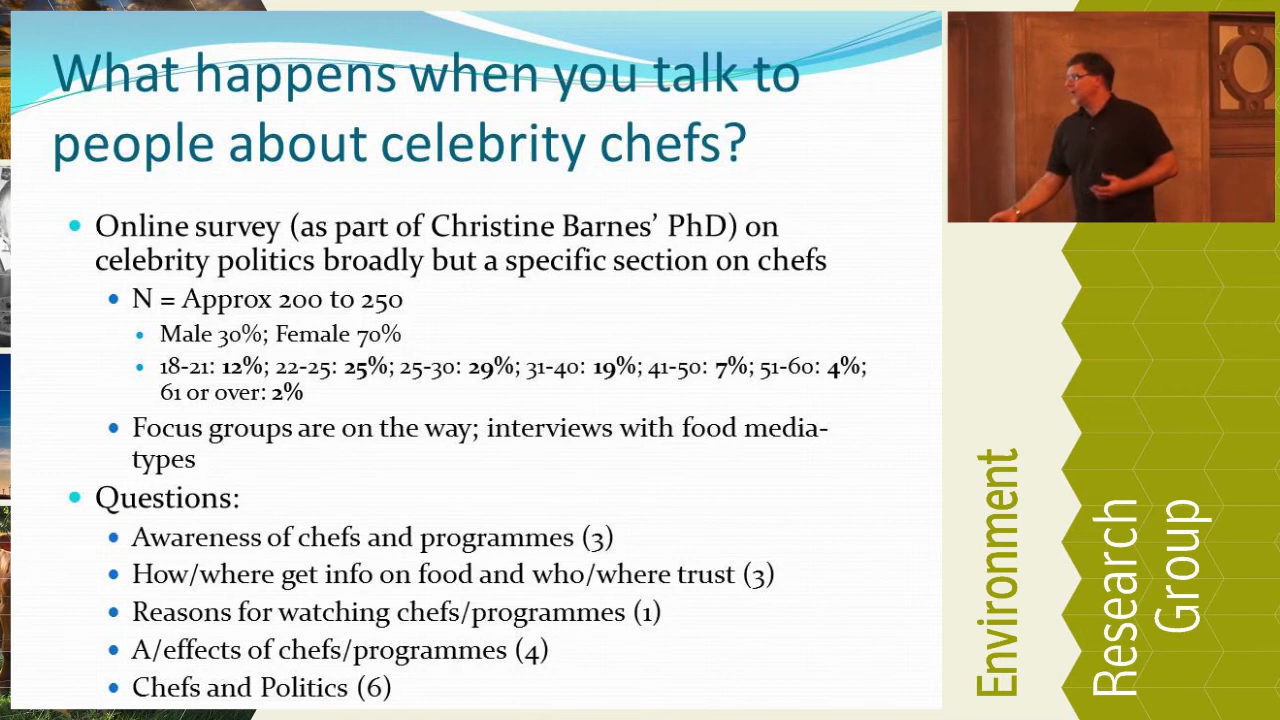 What happens when you talk to
people about celebrity chefs?
• Online survey (as part of Christine Barnes’ PhD) on
celebrity politics broadly but a specific section on chefs
• N = Approx 200 to 250
• Male 30%; Female 70%
• 18-21: 12%; 22-25: 25%; 25-30: 29%; 31-40: 19%; 41-50: 7%; 51-60: 4%;
61 or over: 2%
• Focus groups are on the way; interviews with food media-
types
• Questions:
• Awareness of chefs and programmes (3)
• How/where get info on food and who/where trust (3)
• Reasons for watching chefs/programmes (1)
• A/effects of chefs/programmes (4)
• Chefs and Politics (6)
Environment
Research
Group